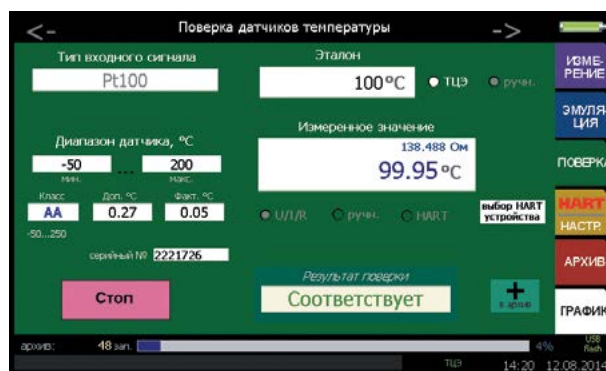 <- Поверка датчиков температуры ->
Тип входного сигнала
Pt100
Эталон
100°C ТЦЭ ручн.
Диапазон датчика, °C
-50 ... 200
мин. макс.
Класс Доп. °C Факт. °C
AA 0.27 0.05
-50...250
серийный № 2221726
Измеренное значение
138.488 Ом
99.95°C
U/I/R ручн. HART
выбор HART
устройства
Стоп
Результат поверки
Соответствует
+
в архив
ИЗМЕ-
РЕНИЕ
ЭМУЛЯ-
ЦИЯ
ПОВЕРКА
HART
НАСТР.
АРХИВ
ГРАФИК
архив: 48 зап. 4% USB
flash
ТЦЭ 14:20 12.08.2014